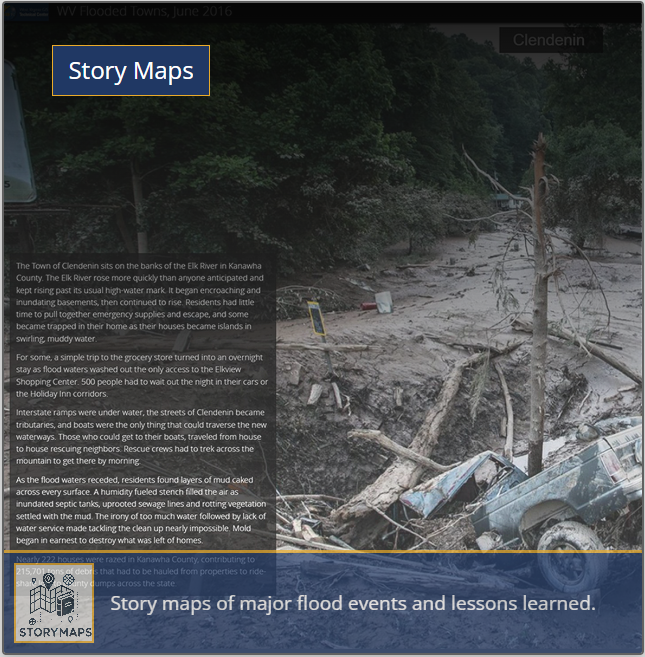 WV Flooded Towns, June 2016
Clendenin
Story Maps
The Town of Clendenin sits on the banks of the Elk River in Kanawha
County. The Elk River rose more quickly than anyone anticipated and
kept rising past its usual high-water mark. It began encroaching and
inundating basements, then continued to rise. Residents had little
time to pull together emergency supplies and escape, and some
became trapped in their home as their houses became islands in
swirling, muddy water.
For some, a simple trip to the grocery store turned into an overnight
stay as flood waters washed out the only access to the Elkview
Shopping Center. 500 people had to wait out the night in their cars or
the Holiday Inn corridors.
Interstate ramps were under water, the streets of Clendenin became
tributaries, and boats were the only thing that could traverse the new
waterways. Those who could get to their boats, traveled from house
to house rescuing neighbors. Rescue crews had to trek across the
mountain to get there by morning.
As the flood waters receded, residents found layers of mud caked
across every surface. A humidity fueled stench filled the air as
inundated septic tanks, uprooted sewage lines and rotting vegetation
settled with the mud. The irony of too much water followed by lack of
water service made tackling the clean up nearly impossible. Mold
began in earnest to destroy what was left of homes.
Nearly 222 houses were razed in Kanawha County, contributing to
215,701 tons of debris that had to be hauled from properties to ride-
dumps across the state.
Story maps of major flood events and lessons learned.
STORYMAPS